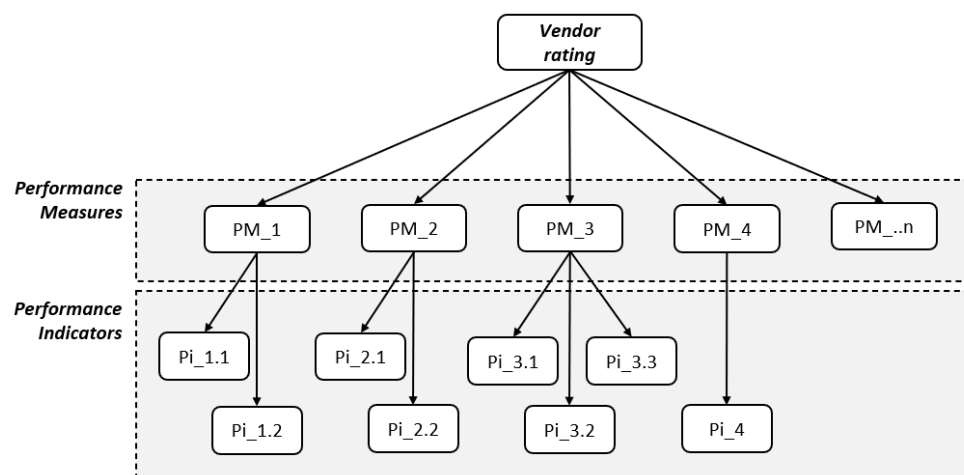 Vendor
rating
Performance
Measures
PM_1
PM_2
PM_3
PM_4
PM_..n
Performance
Indicators
Pi_1.1
Pi_2.1
Pi_3.1
Pi_3.3
Pi_1.2
Pi_2.2
Pi_3.2
Pi_4